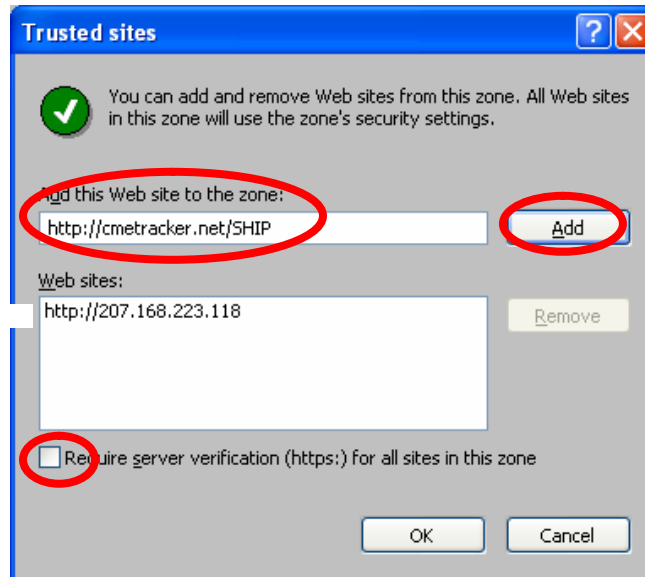 Trusted sites
You can add and remove Web sites from this zone. All Web sites
in this zone will use the zone's security settings.
Add this Web site to the zone:
http://cmetracker.net/SHIP
Add
Web sites:
http://207.168.223.118
Remove
Require server verification (https:) for all sites in this zone
OK
Cancel